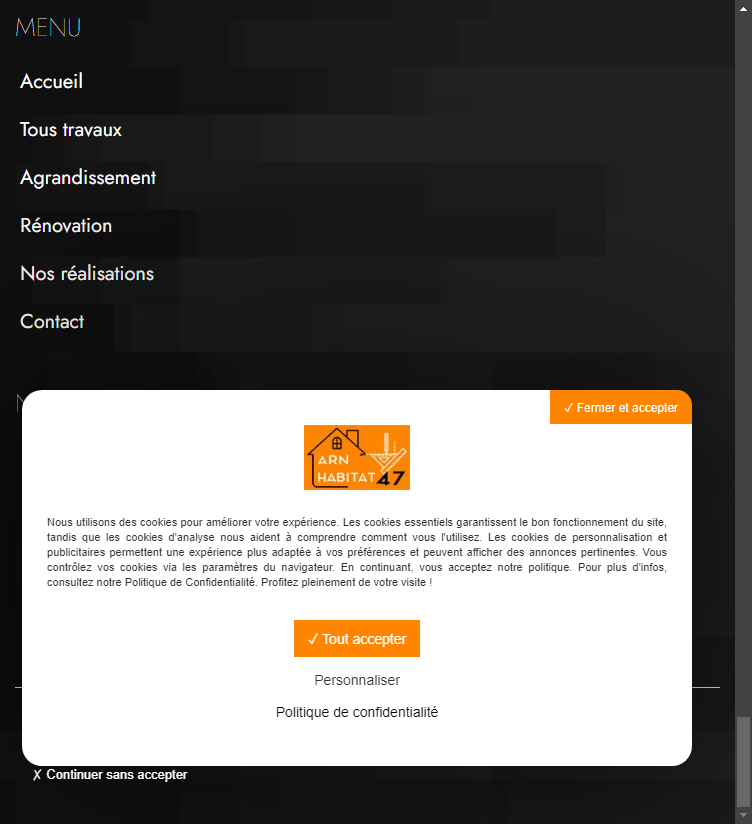 MENU
Accueil
Tous travaux
Agrandissement
Rénovation
Nos réalisations
Contact
✓ Fermer et accepter
ARN
HABITAT 47
Nous utilisons des cookies pour améliorer votre expérience. Les cookies essentiels garantissent le bon fonctionnement du site,
tandis que les cookies d'analyse nous aident à comprendre comment vous l'utilisez. Les cookies de personnalisation et
publicitaires permettent une expérience plus adaptée à vos préférences et peuvent afficher des annonces pertinentes. Vous
contrôlez vos cookies via les paramètres du navigateur. En continuant, vous acceptez notre politique. Pour plus d'infos,
consultez notre Politique de Confidentialité. Profitez pleinement de votre visite !
✓ Tout accepter
Personnaliser
Politique de confidentialité
✗ Continuer sans accepter